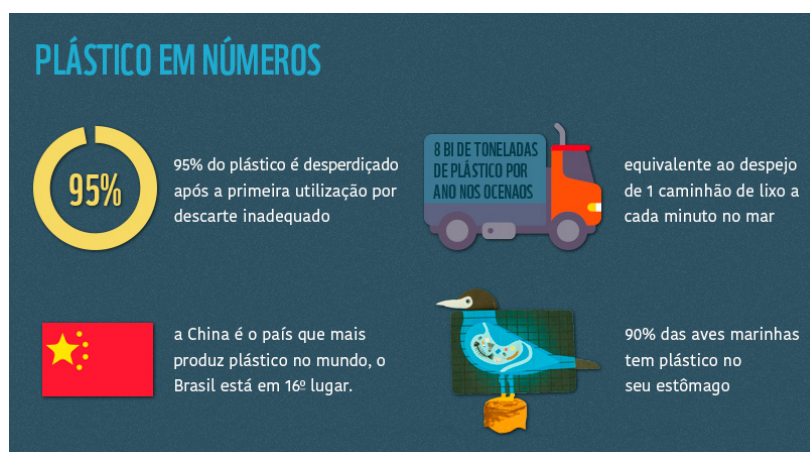 PLÁSTICO EM NÚMEROS
95%
95% do plástico é desperdiçado
após a primeira utilização por
descarte inadequado
8 BI DE TONELADAS
DE PLÁSTICO POR
ANO NOS OCENAOS
equivalente ao despejo
de 1 caminhão de lixo a
cada minuto no mar
a China é o país que mais
produz plástico no mundo, o
Brasil está em 16º lugar.
90% das aves marinhas
tem plástico no
seu estômago